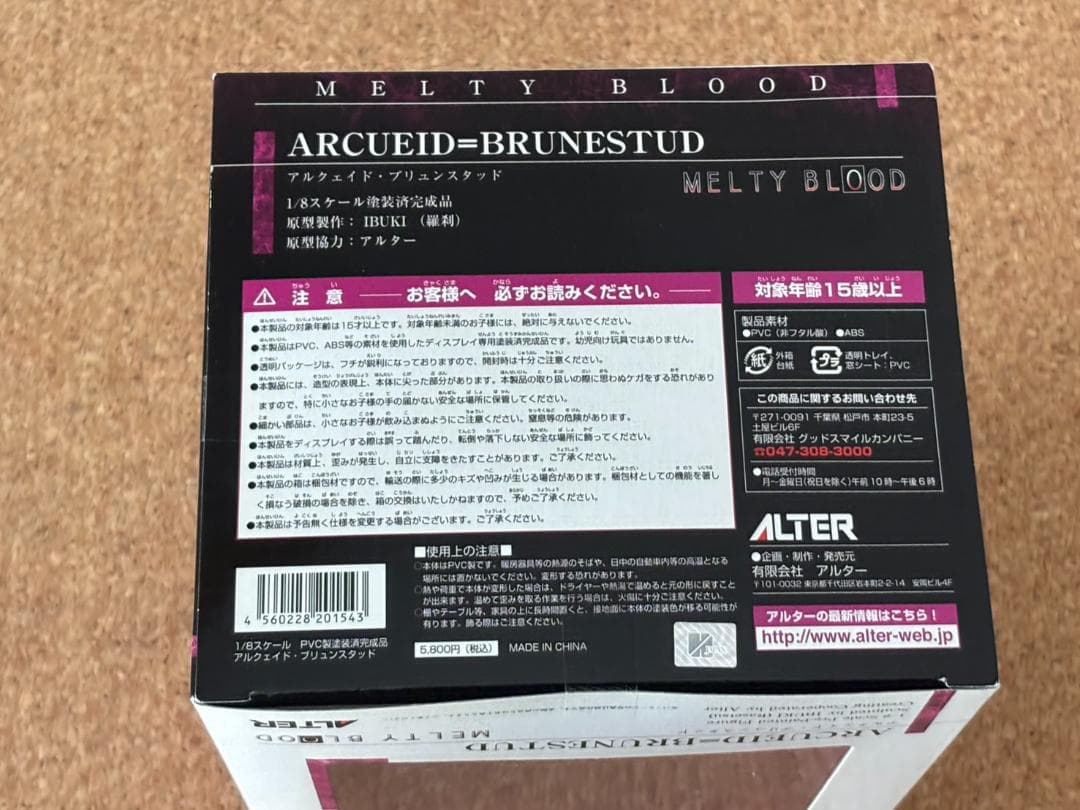 MELTY BLOOD
ARCUEID=BRUNESTUD
アルクェイド・ブリュンスタッド
MELTY BLOOD
1/8スケール塗装済完成品
原型製作： IBUKI （羅刹）
原型協力：アルター
注意 お客様へ 必ずお読みください。
●本製品の対象年齢は15才以上です。対象年齢未満のお子様には、絶対に与えないでください。
●本製品はPVC、ABS等の素材を使用したディスプレイ専用塗装済完成品です。幼児向け玩具ではありません。
●透明パッケージは、フチが鋭利になっておりますので、開封時は十分ご注意ください。
●本製品には、造型の表現上、本体に尖った部分があります。本製品の取り扱いの際に思わぬケガをする恐れがあり
ますので、特に小さなお子様の手の届かない安全な場所に保管してください。
●細かい部品は、小さなお子様が飲み込まぬようにご注意ください。窒息等の危険があります。
●本製品をディスプレイする際は誤って踏んだり、転倒や落下しない安全な場所に飾ってください。
●本製品は材質上、歪みが発生し、自立に支障をきたすことがあります。ご了承ください。
●本製品の箱は梱包材ですので、輸送の際に多少のキズや凹みが生じる場合があります。梱包材としての機能を著し
く損なう破損の場合を除き、箱の交換はいたしかねますので、予めご了承ください。
●本製品は予告無く仕様を変更する場合がございます。ご了承ください。
対象年齢15歳以上
製品素材
●PVC（非フタル酸） ●ABS
紙 外箱
台紙
プラ 透明トレイ、
窓シート：PVC
この商品に関するお問い合わせ先
〒271-0091 千葉県 松戸市 本町23-5
土屋ビル6F
有限会社 グッドスマイルカンパニー
☎047-308-3000
●電話受付時間
月〜金曜日(祝日を除く)午前10時〜午後6時
ALTER
●企画・制作・発売元
有限会社 アルター
〒101-0032 東京都千代田区岩本町2-2-14 安岡ビル4F
アルターの最新情報はこちら！
http://www.alter-web.jp
■使用上の注意■
○本体はPVC製です。暖房器具等の熱源のそばや、日中の自動車内等の高温となる
場所には置かないでください。変形する恐れがあります。
○熱や荷重で本体が変形した場合は、ドライヤーや熱湯で温めると元の形に戻すこと
が出来ます。温めて歪みを取る作業を行う場合は、火傷に十分ご注意ください。
○棚やテーブル等、家具の上に長時間置くと、接地面に本体の塗装色が移る可能性が
有ります。飾る際はご注意ください。
4 560228 201543
1/8スケール PVC製塗装済完成品
アルクェイド・ブリュンスタッド
5,800円（税込）
MADE IN CHINA
ALTER
MELTY BLOOD
ARCUEID=BRUNESTUD
1/8 Scale Pre-Painted Figure